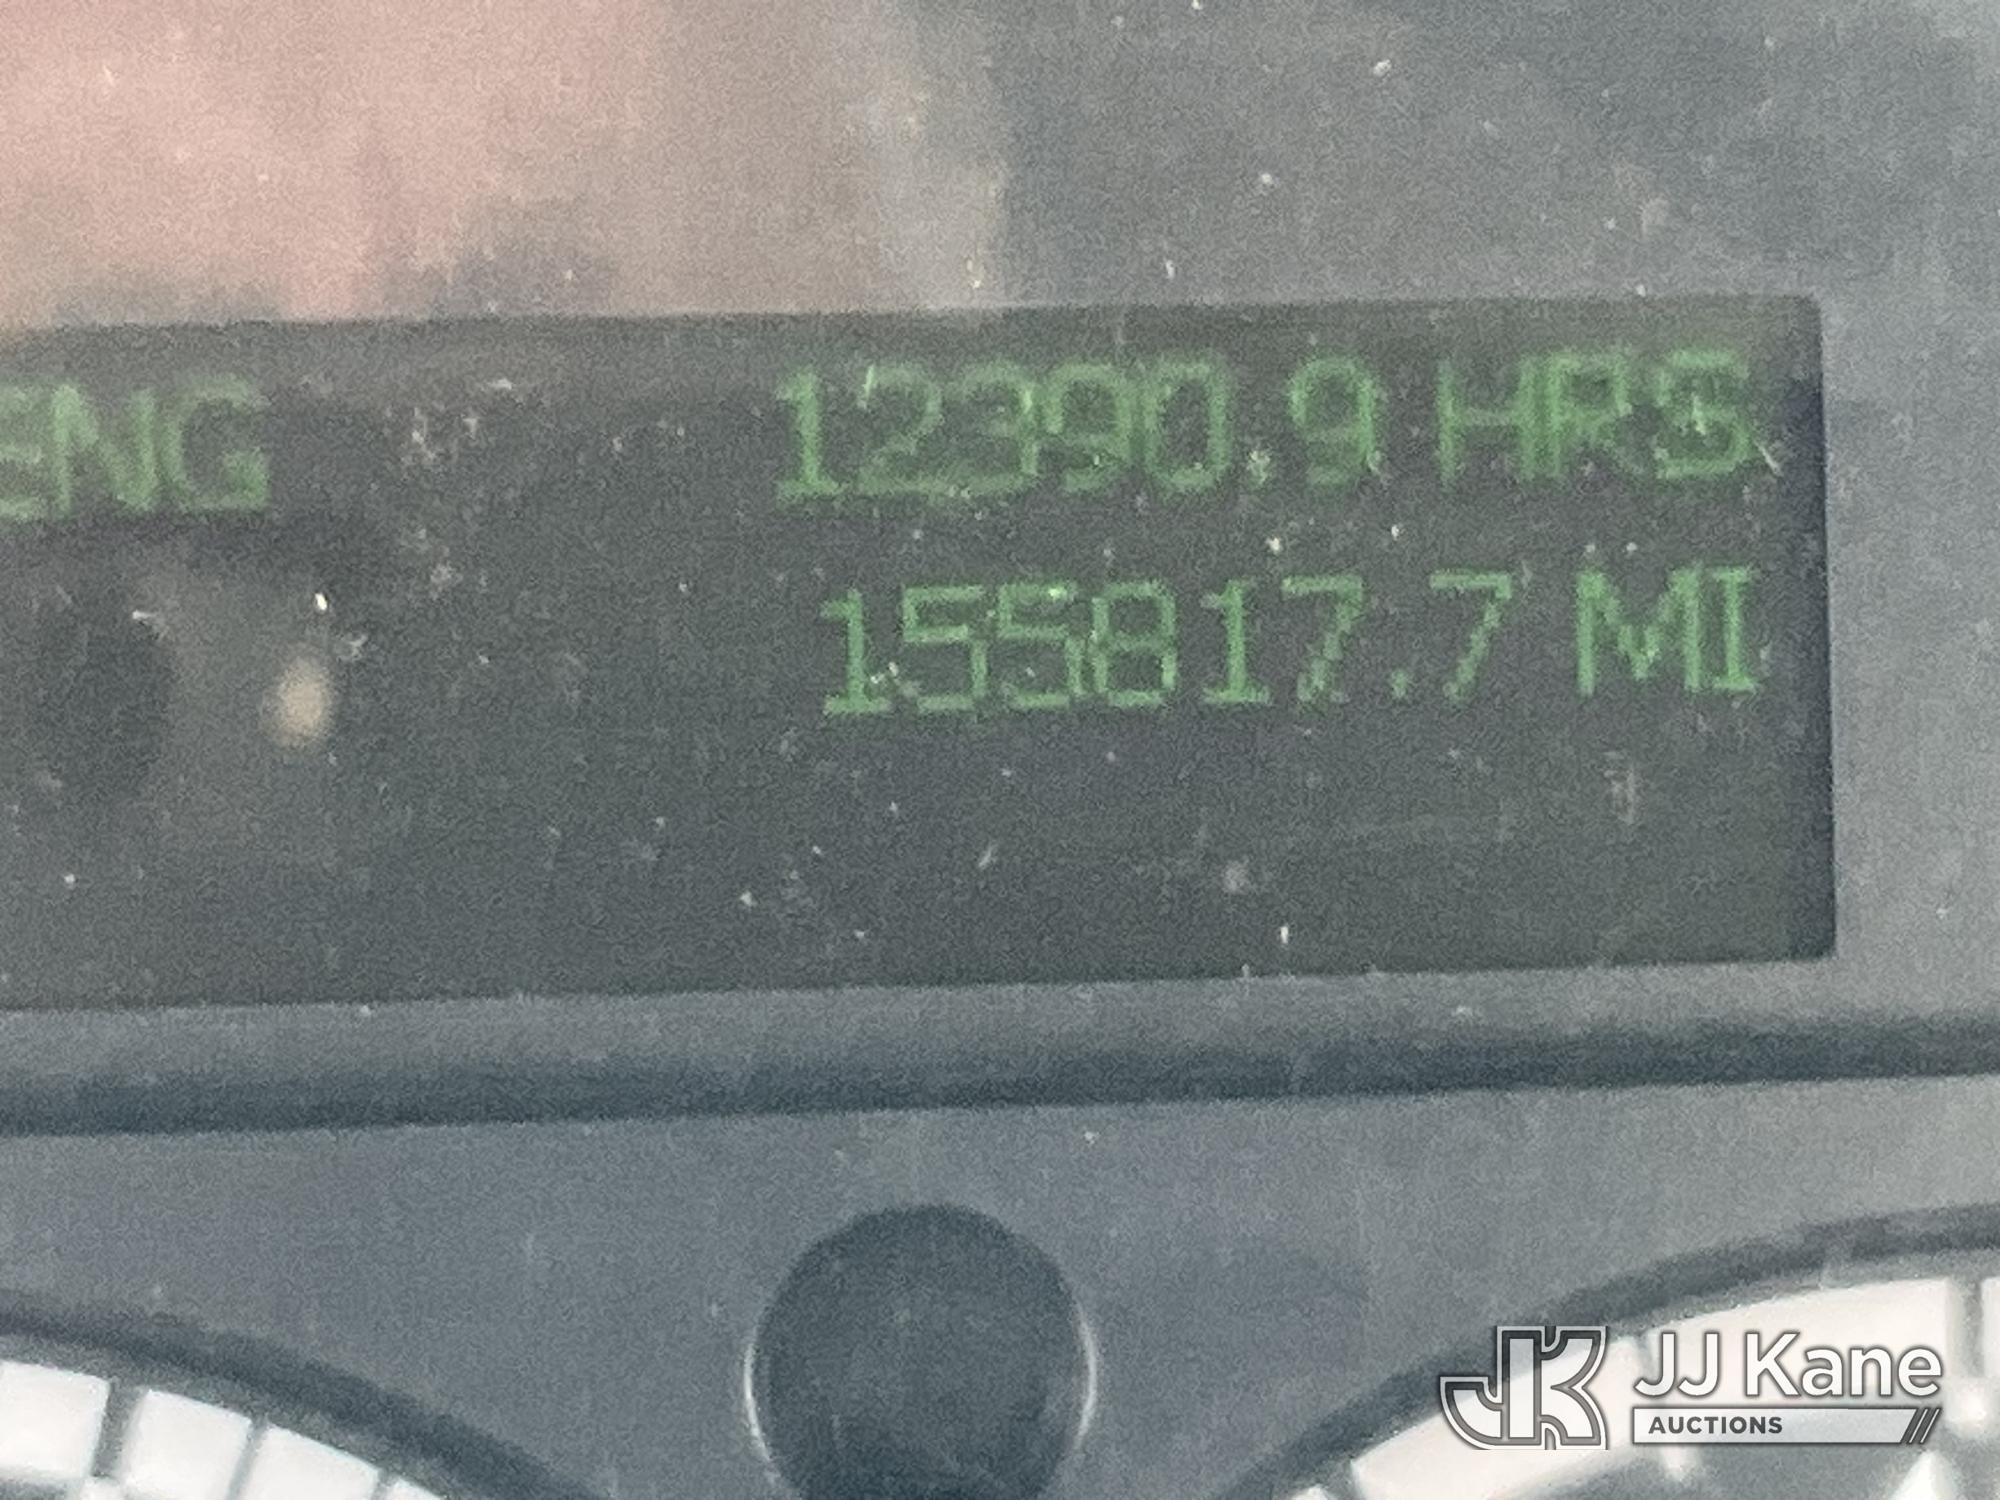 ENG 12390.9 HRS
155817.7 MI
JJ Kane
AUCTIONS